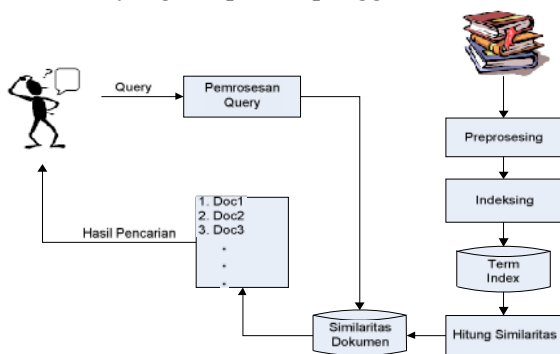 ?
Query
Pemrosesan
Query
Preprosesing
Indeksing
Term
Index
Hitung Similaritas
Similaritas
Dokumen
1. Doc1
2. Doc2
3. Doc3
.
.
.
Hasil Pencarian